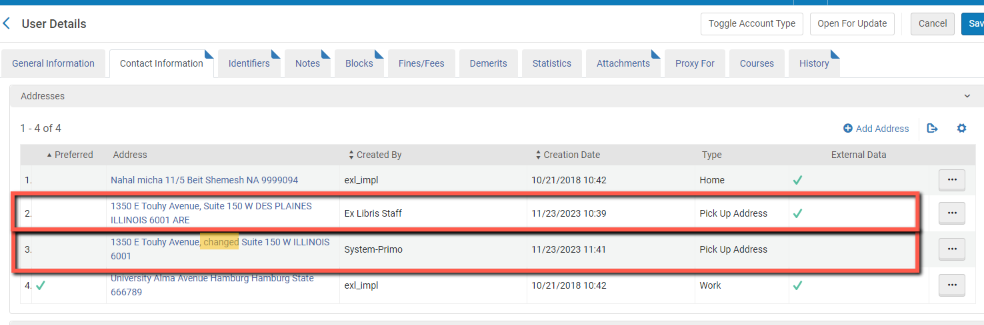 User Details
Toggle Account Type
Open For Update
Cancel
Sav
General Information
Contact Information
Identifiers
Notes
Blocks
Fines/Fees
Demerits
Statistics
Attachments
Proxy For
Courses
History
Addresses
1 - 4 of 4
Add Address
Preferred Address Created By Creation Date Type External Data
1. Nahal micha 11/5 Beit Shemesh NA 9999094 exl_impl 10/21/2018 10:42 Home
2. 1350 E Touhy Avenue, Suite 150 W DES PLAINES
ILLINOIS 6001 ARE Ex Libris Staff 11/23/2023 10:39 Pick Up Address
3. 1350 E Touhy Avenue, changed Suite 150 W ILLINOIS
6001 System-Primo 11/23/2023 11:41 Pick Up Address
4. University Alma Avenue Hamburg Hamburg State
666789 exl_impl 10/21/2018 10:42 Work